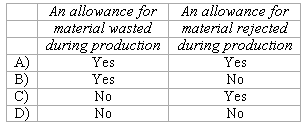 An allowance for An allowance for
material wasted material rejected
during production during production
A) Yes Yes
B) Yes No
C) No Yes
D) No No